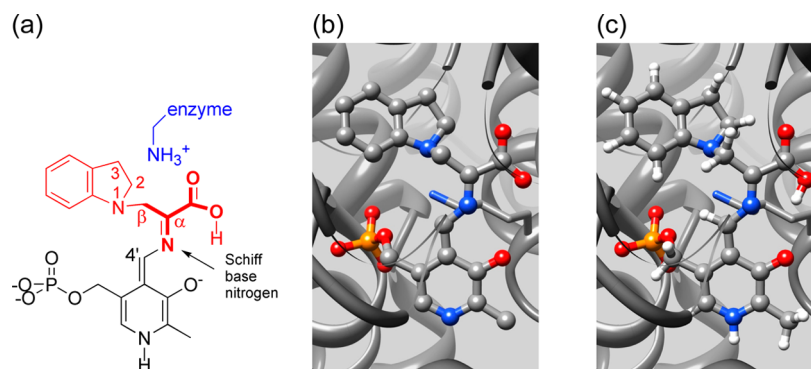 (a)
(b)
(c)
enzyme
NH₃⁺
3
2
1
N
O
β
α
O
H
N
4'
Schiff
base
nitrogen
O
-O
P
O
-O
O⁻
N
H